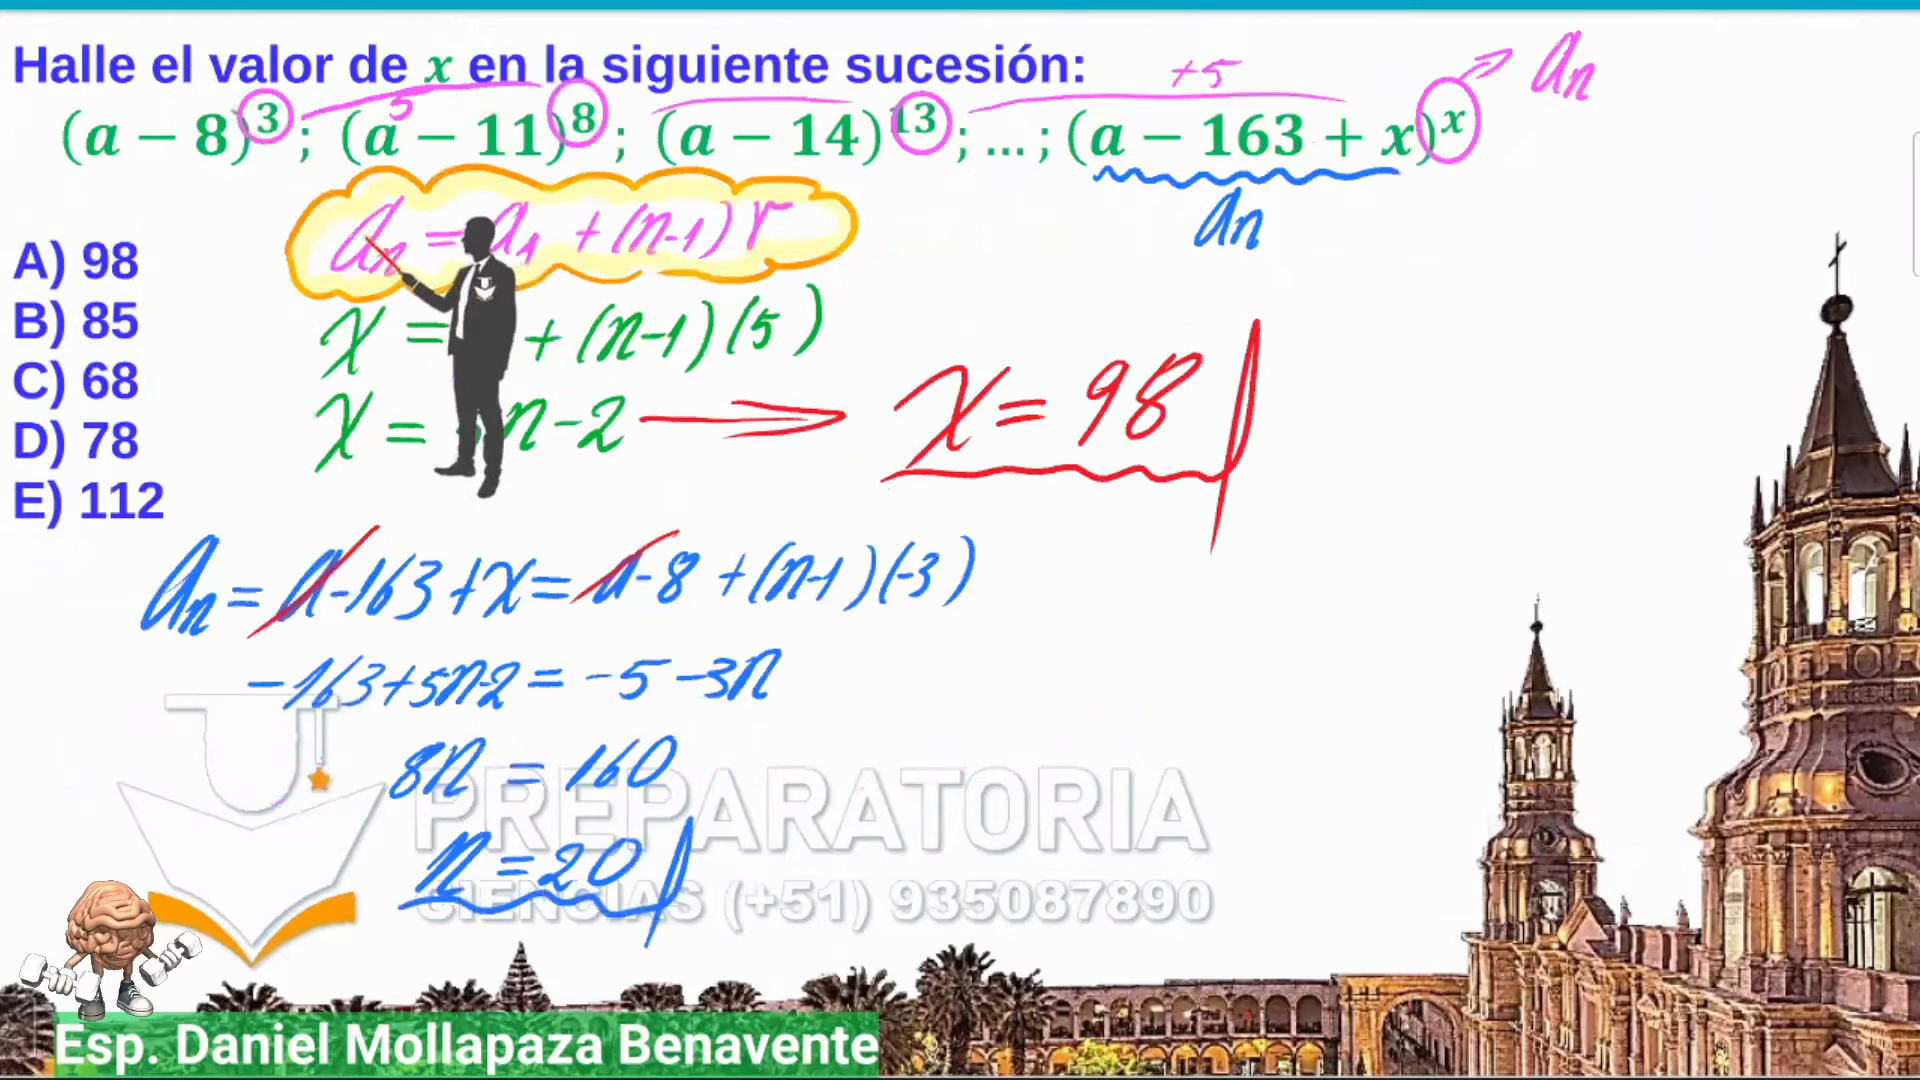 Halle el valor de x en la siguiente sucesión:
+5
an
5
(a − 8)³ ; (a − 11)⁸ ; (a − 14)¹³ ; ... ; (a − 163 + x)ˣ
an
an = a1 + (n-1) r
A) 98
B) 85
C) 68
D) 78
E) 112
x = + (n-1) (5)
x = n-2
x = 98
an = a-163+x = a-8 + (n-1)(-3)
-163+5n-2 = -5-3n
8n = 160
n = 20
PREPARATORIA
CIENCIAS (+51) 935087890
Esp. Daniel Mollapaza Benavente